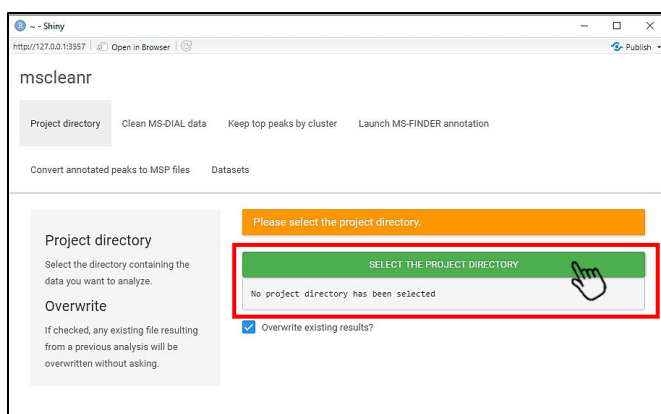 ~ - Shiny
http://127.0.0.1:3557 Open in Browser Publish
mscleanr
Project directory Clean MS-DIAL data Keep top peaks by cluster Launch MS-FINDER annotation
Convert annotated peaks to MSP files Datasets
Project directory
Select the directory containing the
data you want to analyze.
Overwrite
If checked, any existing file resulting
from a previous analysis will be
overwritten without asking.
Please select the project directory.
SELECT THE PROJECT DIRECTORY
No project directory has been selected
Overwrite existing results?